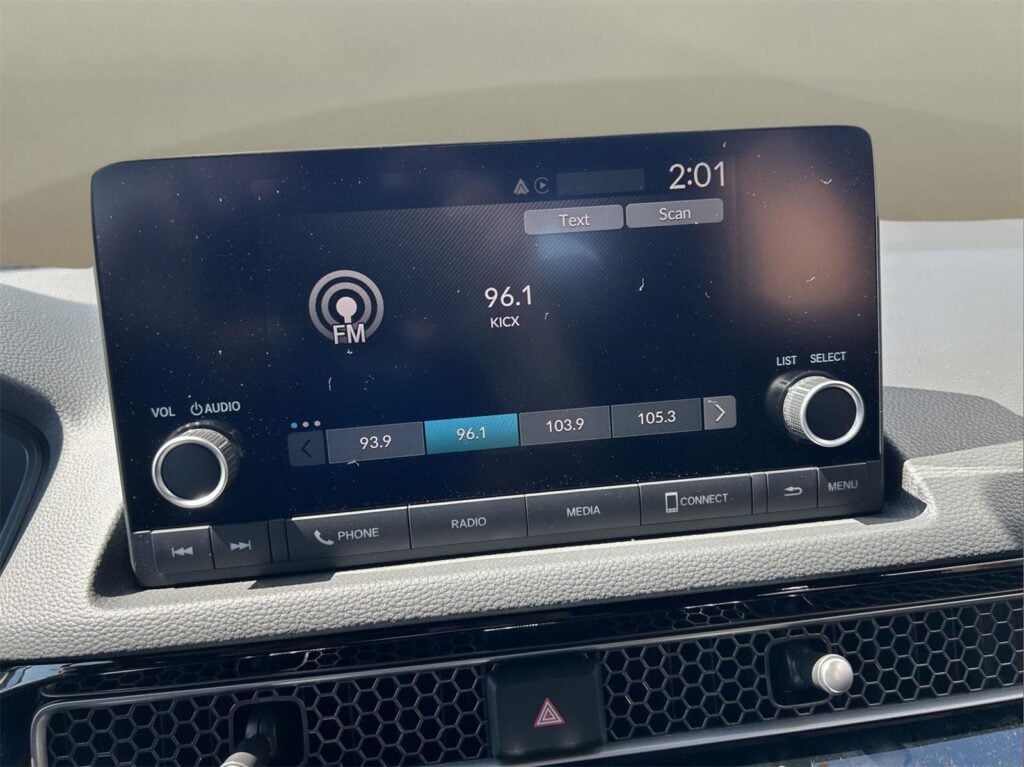 2:01
Text Scan
FM
96.1
KICX
LIST SELECT
VOL AUDIO
93.9 96.1 103.9 105.3
PHONE RADIO MEDIA CONNECT MENU